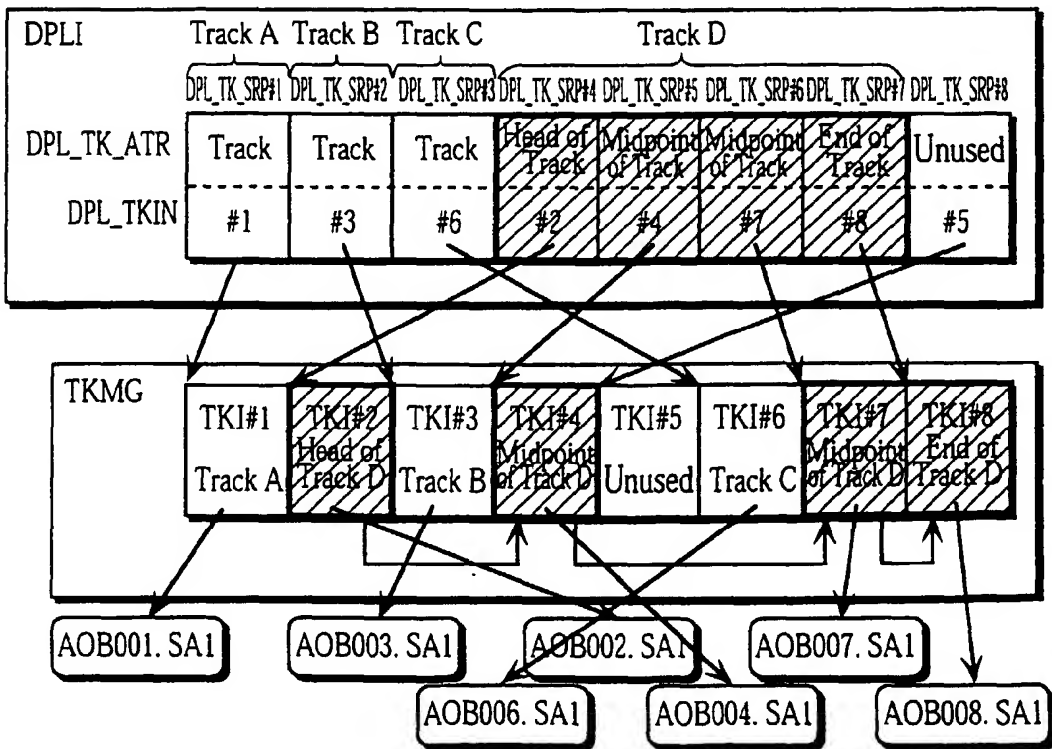 DPLI
Track A Track B Track C Track D
DPL_TK_SRP#1 DPL_TK_SRP#2 DPL_TK_SRP#3 DPL_TK_SRP#4 DPL_TK_SRP#5 DPL_TK_SRP#6 DPL_TK_SRP#7 DPL_TK_SRP#8
DPL_TK_ATR
Track
Track
Track
Head of
Track
Midpoint
of Track
Midpoint
of Track
End of
Track
Unused
DPL_TKIN
#1 #3 #6 #2 #4 #7 #8 #5
TKMG
TKI#1
Track A
TKI#2
Head of
Track D
TKI#3
Track B
TKI#4
Midpoint
of Track D
TKI#5
Unused
TKI#6
Track C
TKI#7
Midpoint
of Track D
TKI#8
End of
Track D
AOB001. SA1 AOB003. SA1 AOB002. SA1 AOB007. SA1
AOB006. SA1 AOB004. SA1 AOB008. SA1